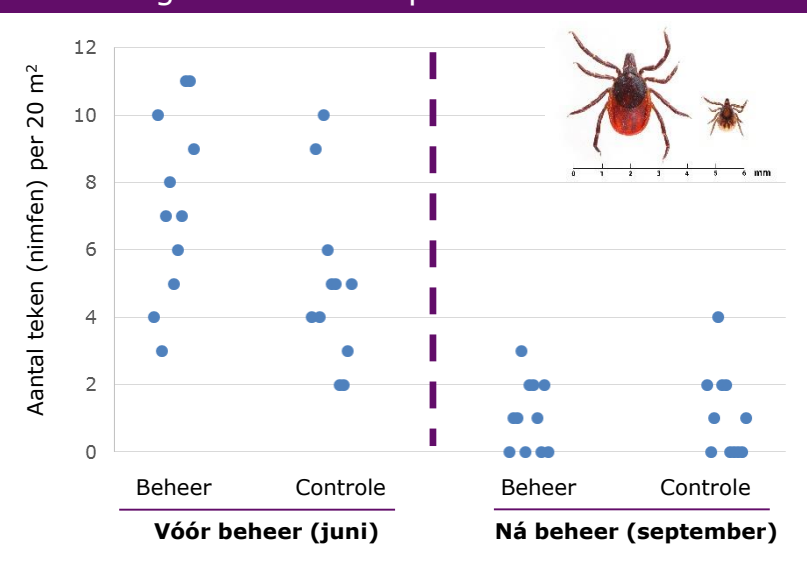 12
10
8
6
4
2
0
Aantal teken (nimfen) per 20 m²
0 1 2 3 4 5 6 mm
Beheer Controle Beheer Controle
Vóór beheer (juni) Ná beheer (september)